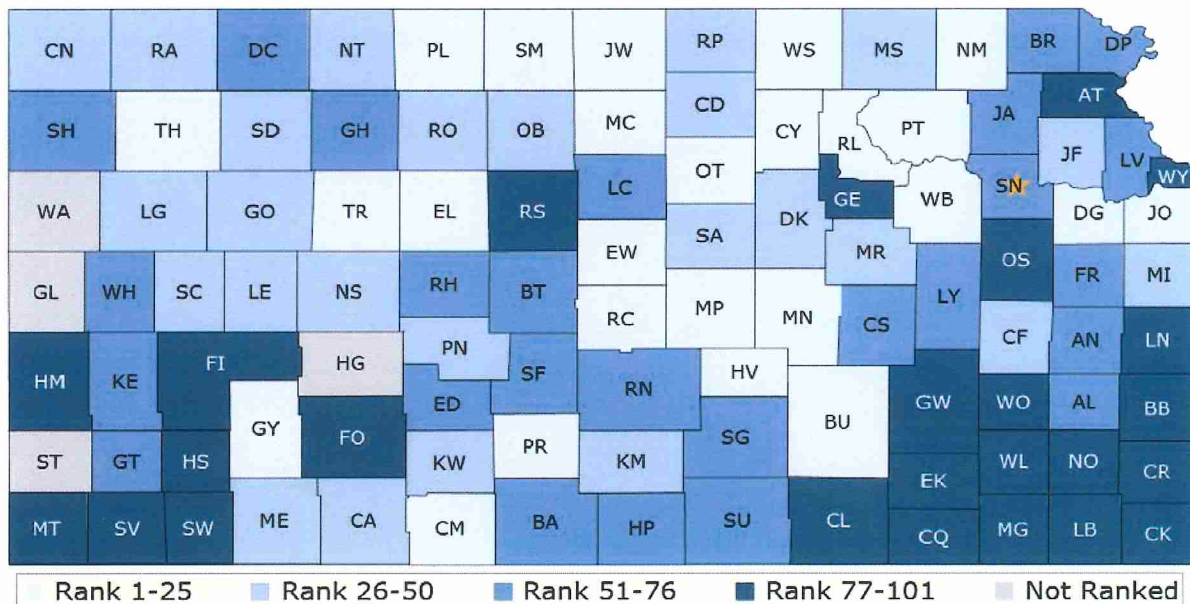 CN RA DC NT PL SM JW RP WS MS NM BR DP
SH TH SD GH RO OB MC CD CY RL PT JA AT
OT JF LV WY
WA LG GO TR EL RS LC SA DK GE WB SN DG JO
GL WH SC LE NS RH BT EW MP MN MR LY OS FR MI
RC CS
HM KE FI HG PN SF RN HV CF AN LN
ED BU GW WO AL BB
ST GT HS GY FO KW PR KM SG WL NO CR
EK
MT SV SW ME CA CM BA HP SU CL CQ MG LB CK
Rank 1-25 Rank 26-50 Rank 51-76 Rank 77-101 Not Ranked